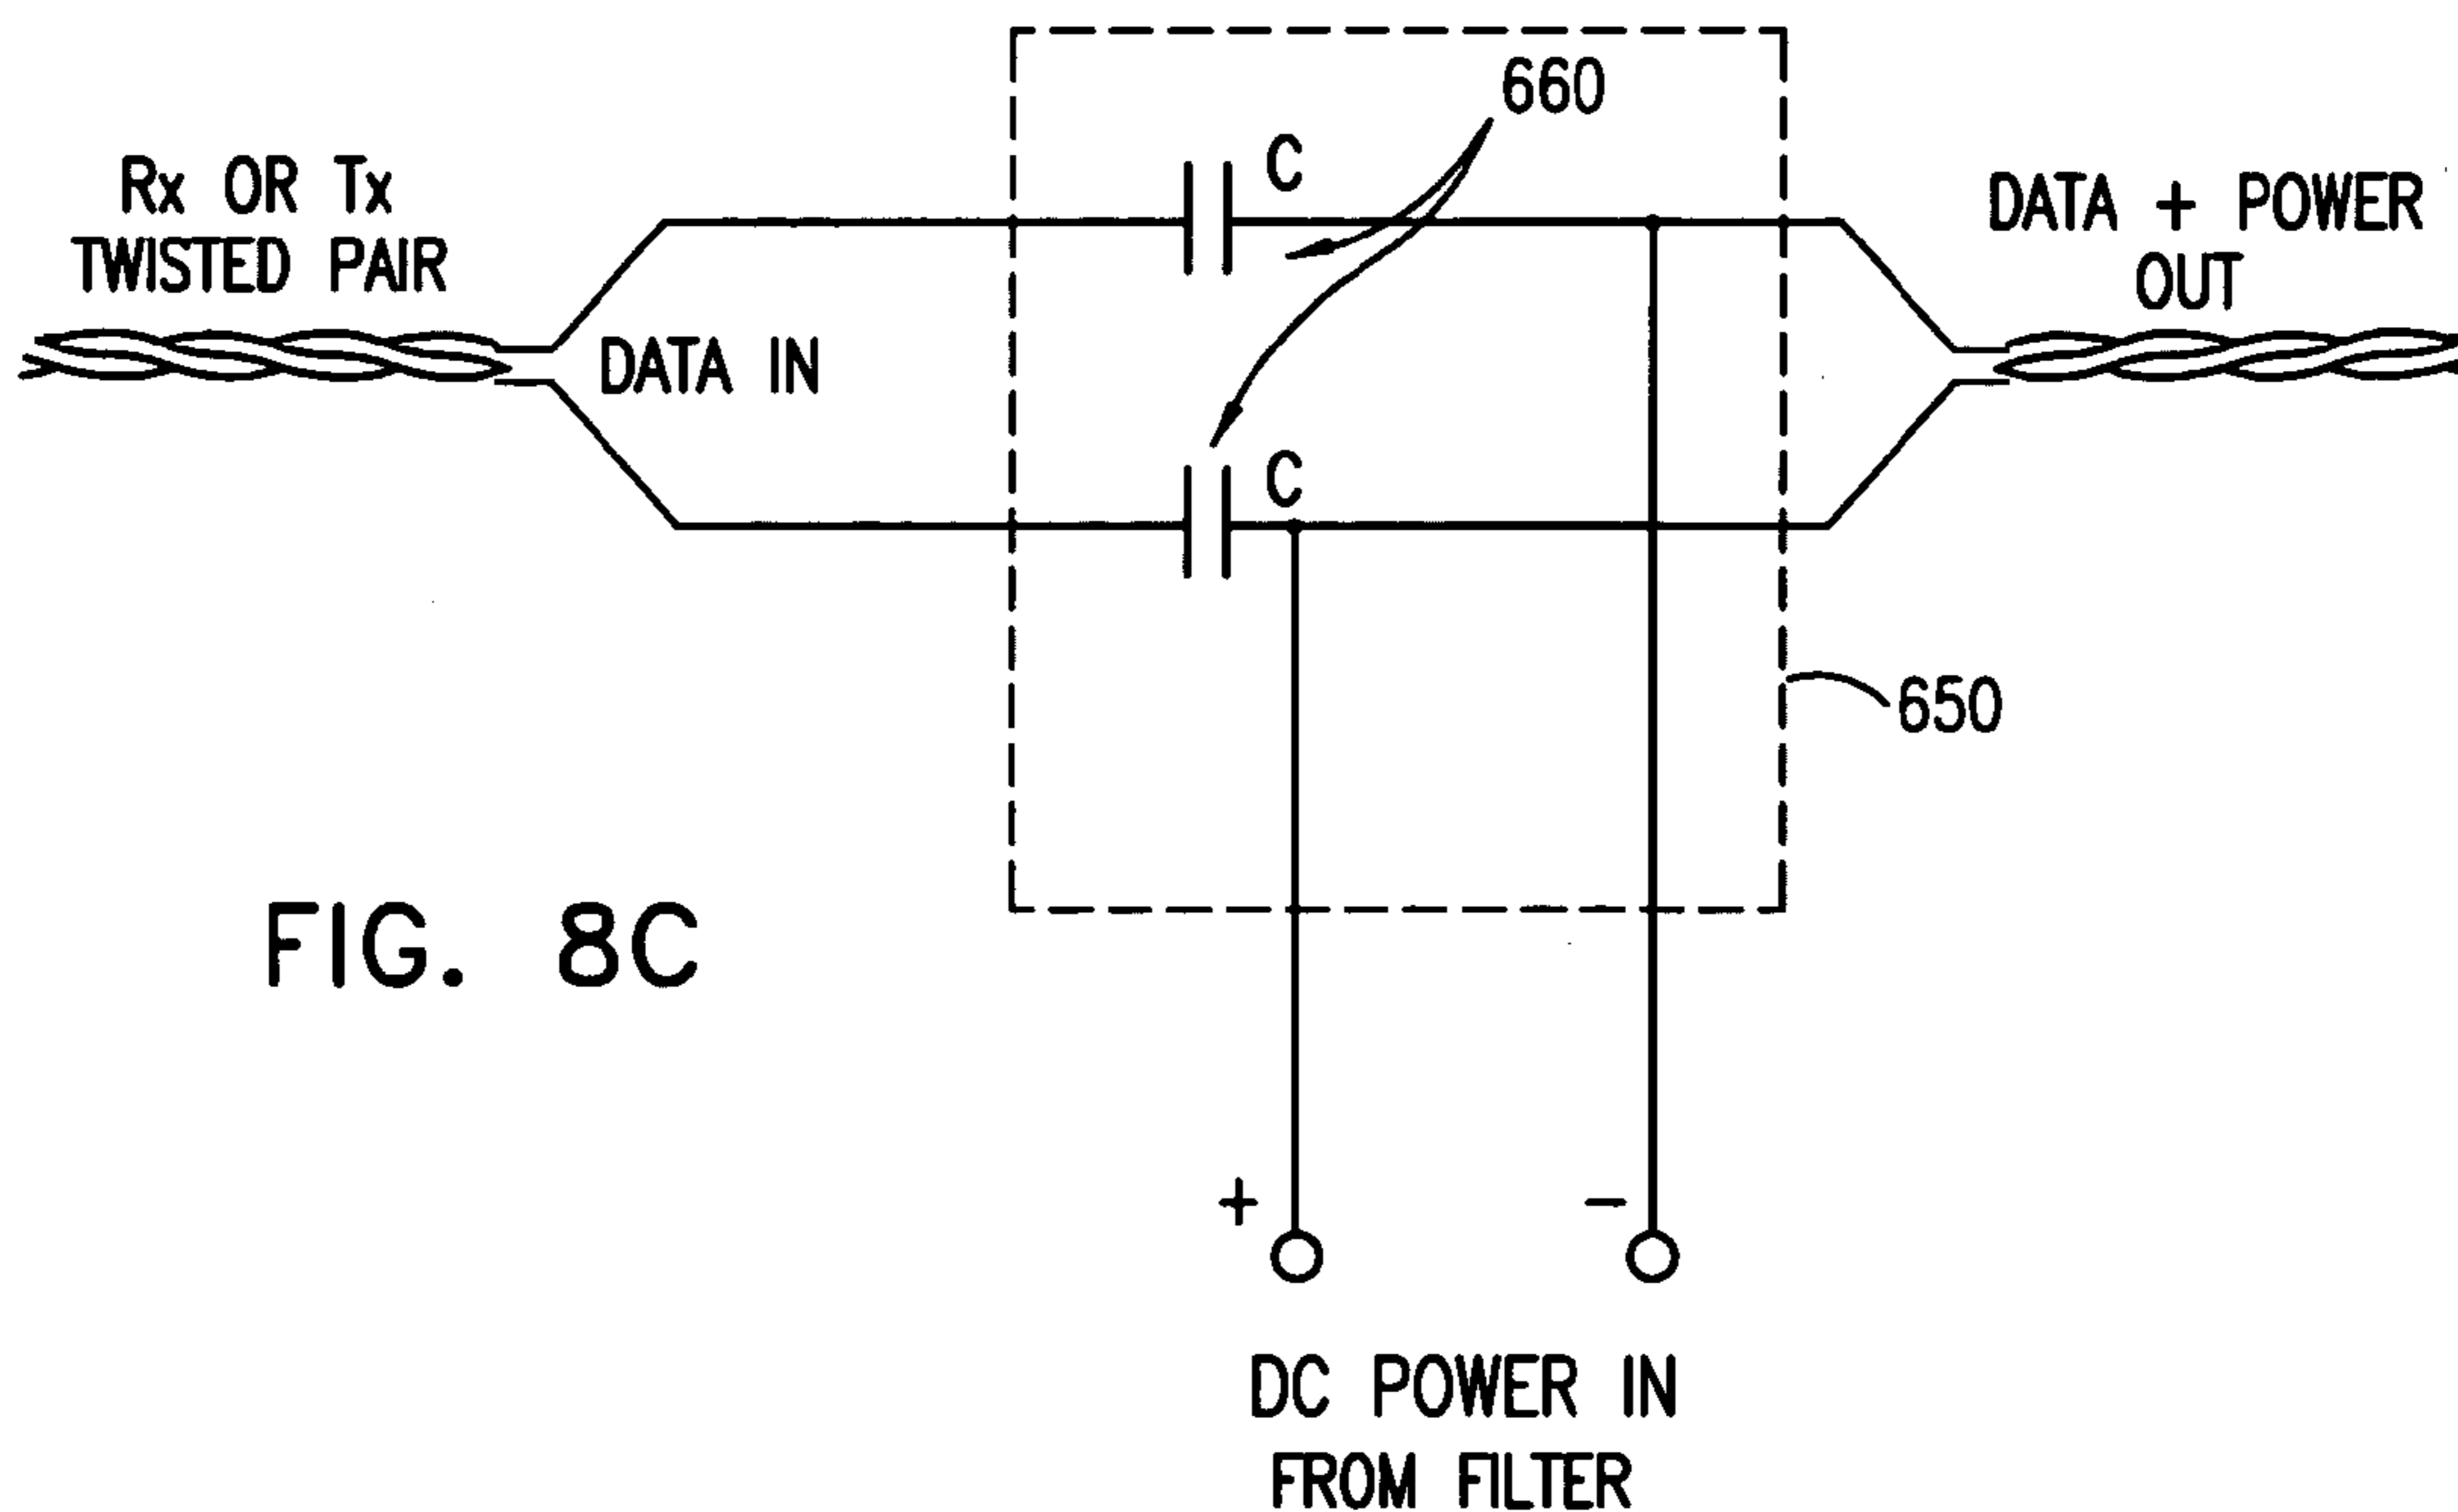 660
C
Rx OR Tx
TWISTED PAIR
DATA + POWER
OUT
DATA IN
C
650
FIG. 8C
+
−
DC POWER IN
FROM FILTER